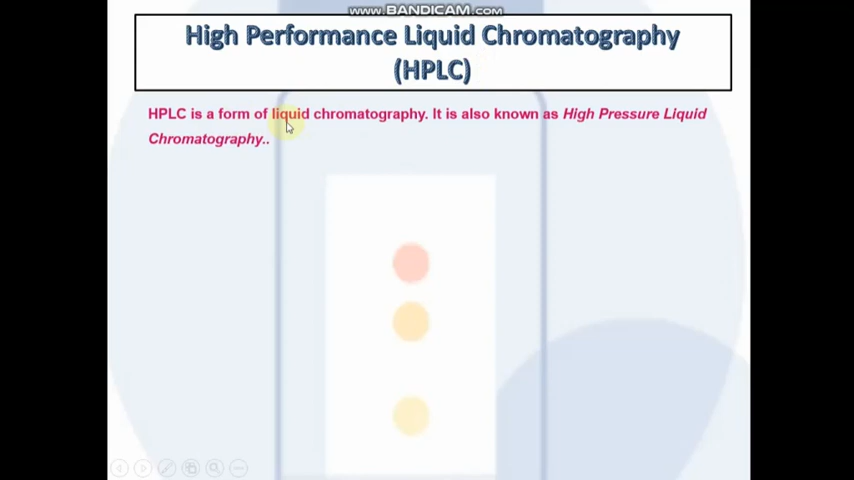 www.BANDICAM.com
High Performance Liquid Chromatography
(HPLC)
HPLC is a form of liquid chromatography. It is also known as High Pressure Liquid
Chromatography..